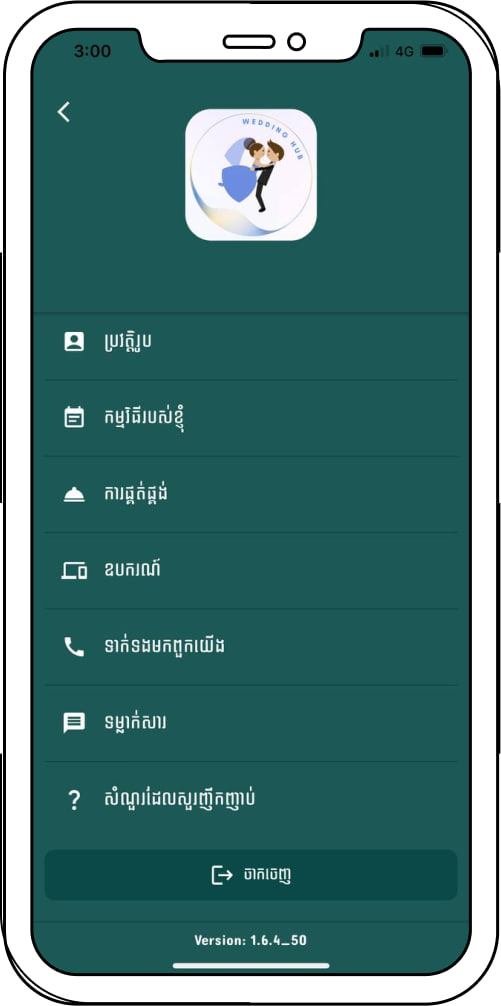 3:00
4G
WEDDING HUB
ប្រវត្តិរូប
កម្មវិធីរបស់ខ្ញុំ
ការផ្គត់ផ្គង់
ឧបករណ៍
ទាក់ទងមកពួកយើង
ទម្លាក់សារ
សំណួរដែលសួរញឹកញាប់
ចាកចេញ
Version: 1.6.4_50